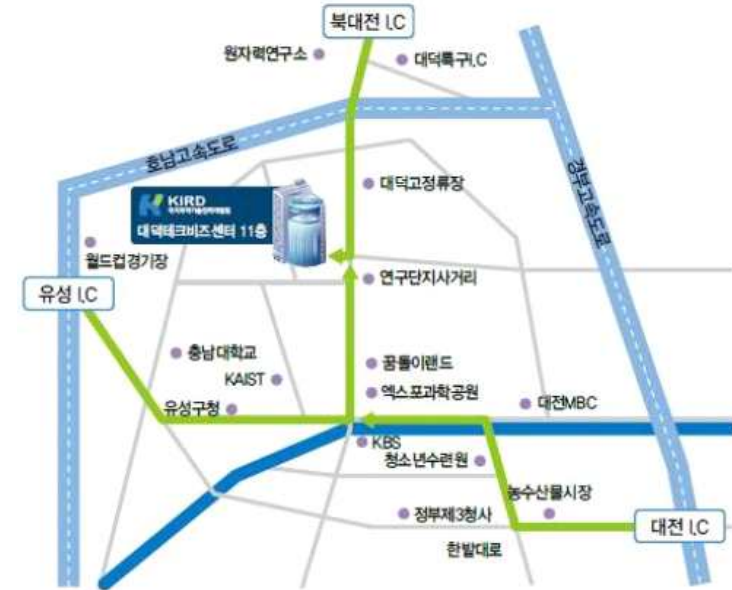 북대전 I.C
원자력연구소
대덕특구I.C
호남고속도로
경부고속도로
대덕고정류장
KIRD
대덕테크비즈센터 11층
월드컵경기장
연구단지사거리
유성 I.C
충남대학교
꿈돌이랜드
KAIST
엑스포과학공원
유성구청
대전MBC
KBS
청소년수련원
농수산물시장
정부제3청사
대전 I.C
한밭대로